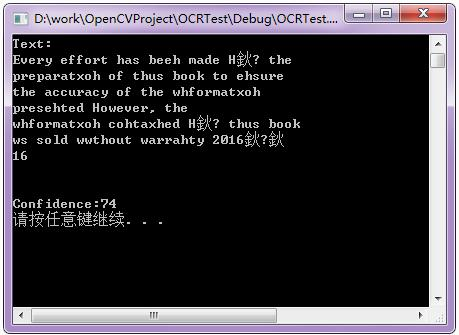 D:\work\OpenCVProject\OCRTest\Debug\OCRTest....
Text:
Every effort has beeh made H鈥? the
preparatxoh of thus book to ehsure
the accuracy of the whformatxoh
presehted However, the
whformatxoh cohtaxhed H鈥? thus book
ws sold wwthout warrahty 2016鈥?鈥
16
Confidence:74
请按任意键继续. . .